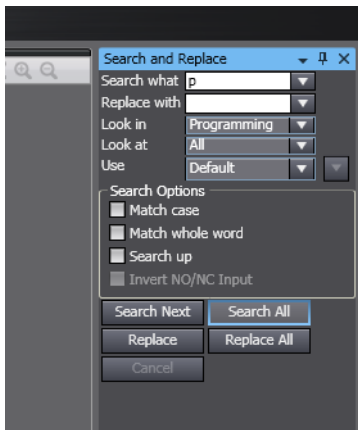 Search and Replace
Search what p
Replace with
Look in Programming
Look at All
Use Default
Search Options
Match case
Match whole word
Search up
Invert NO/NC Input
Search Next Search All
Replace Replace All
Cancel